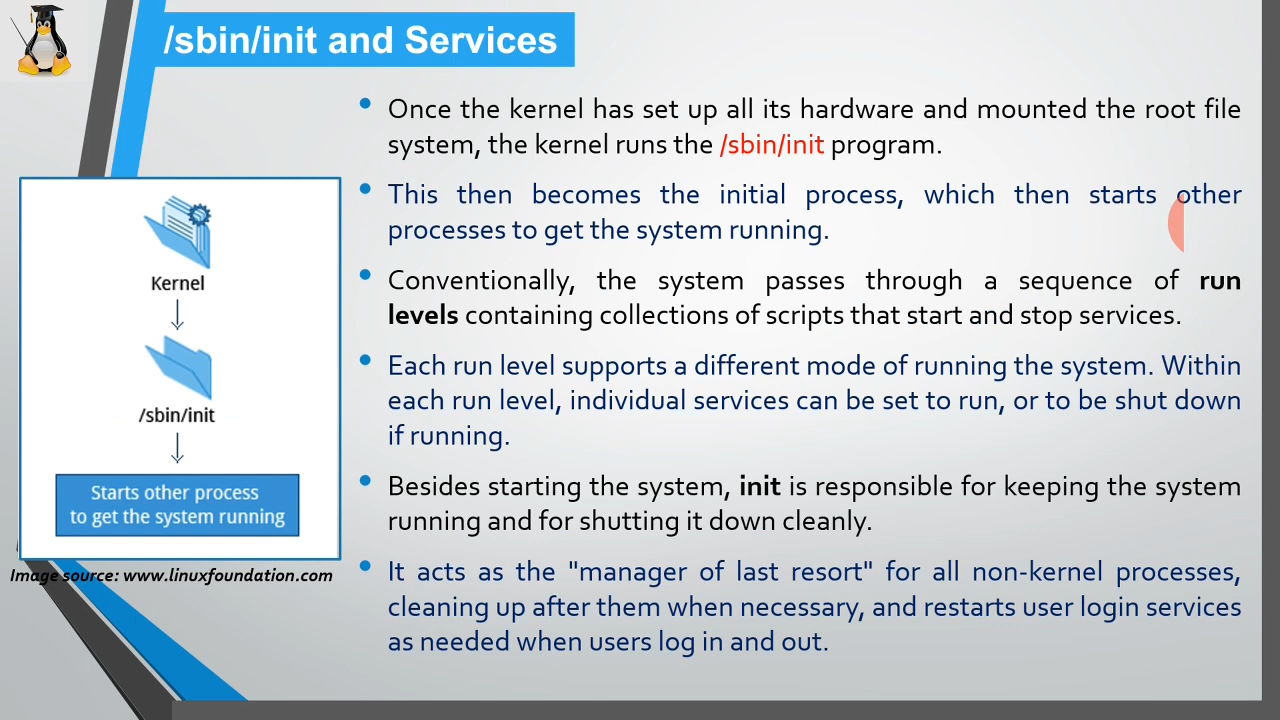 /sbin/init and Services
Once the kernel has set up all its hardware and mounted the root file
system, the kernel runs the /sbin/init program.
This then becomes the initial process, which then starts other
processes to get the system running.
Conventionally, the system passes through a sequence of run
levels containing collections of scripts that start and stop services.
Each run level supports a different mode of running the system. Within
each run level, individual services can be set to run, or to be shut down
if running.
Besides starting the system, init is responsible for keeping the system
running and for shutting it down cleanly.
It acts as the "manager of last resort" for all non-kernel processes,
cleaning up after them when necessary, and restarts user login services
as needed when users log in and out.
Kernel
/sbin/init
Starts other process
to get the system running
Image source: www.linuxfoundation.com